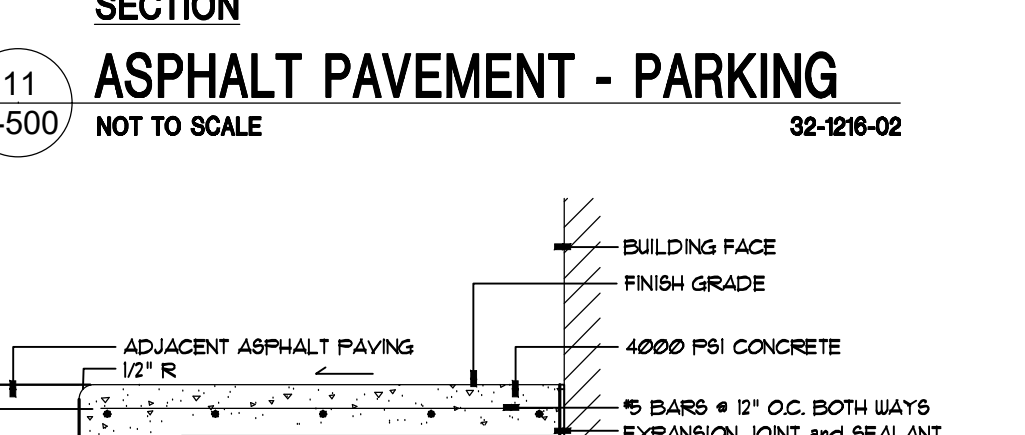 SECTION
11
-500
ASPHALT PAVEMENT - PARKING
NOT TO SCALE
32-1216-02
BUILDING FACE
FINISH GRADE
ADJACENT ASPHALT PAVING
4000 PSI CONCRETE
1/2" R
#5 BARS @ 12" O.C. BOTH WAYS
EXPANSION JOINT and SEALANT